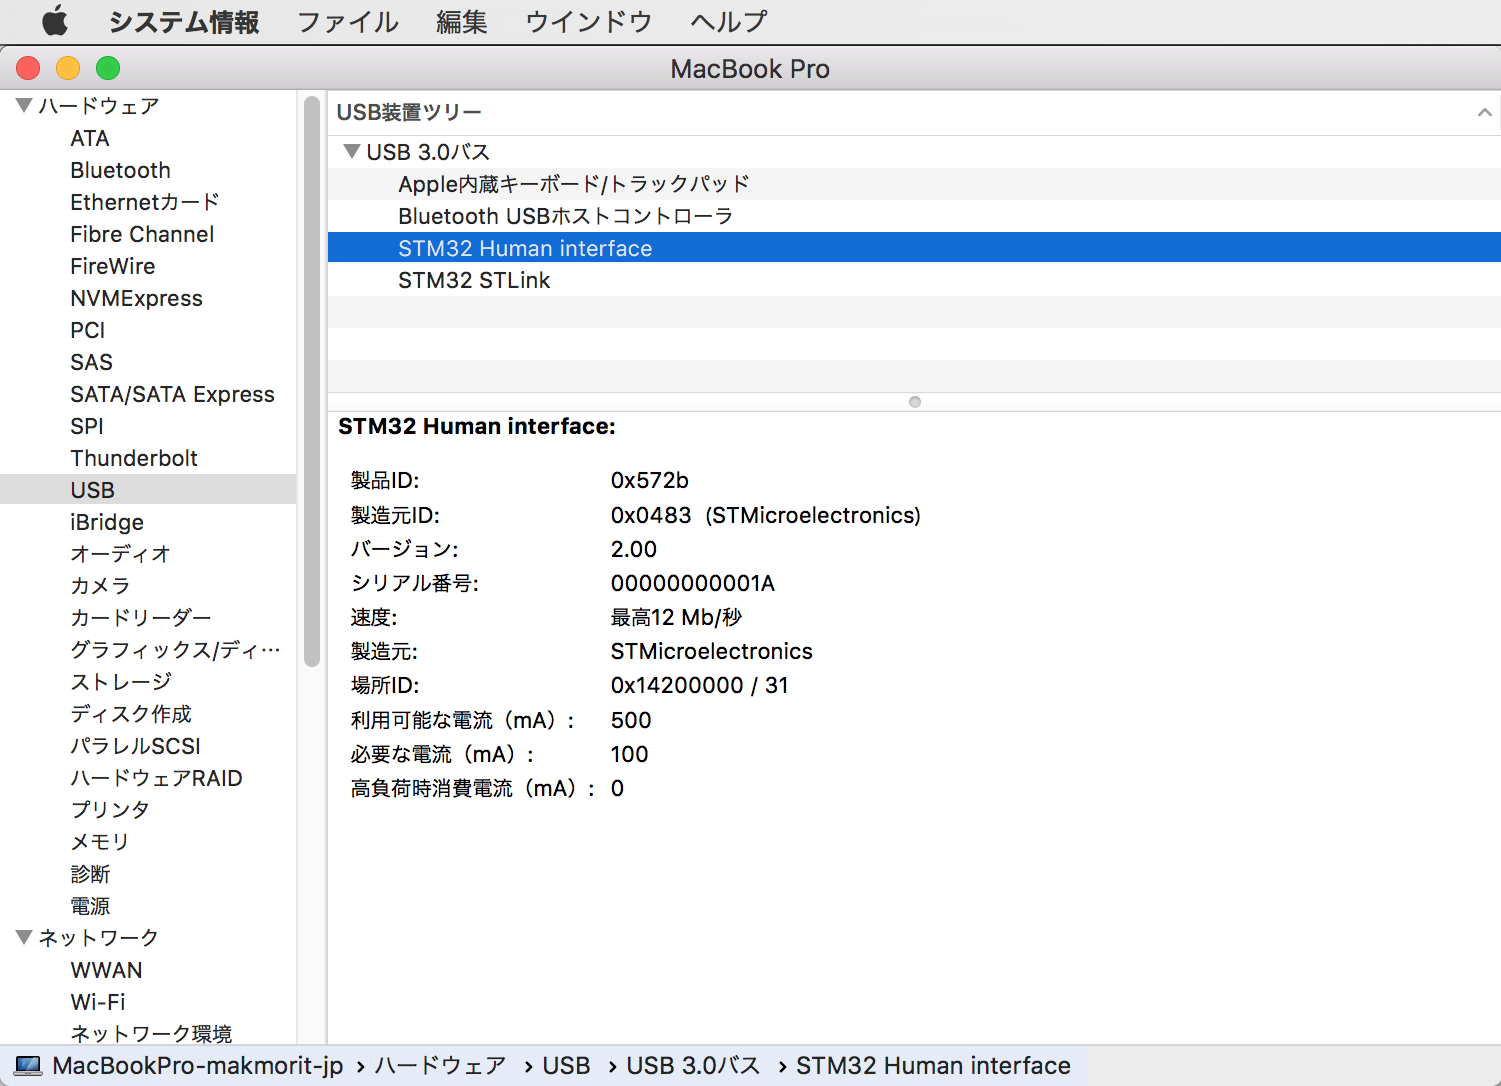 システム情報 ファイル 編集 ウインドウ ヘルプ
MacBook Pro
ハードウェア
ATA
Bluetooth
Ethernetカード
Fibre Channel
FireWire
NVMExpress
PCI
SAS
SATA/SATA Express
SPI
Thunderbolt
USB
iBridge
オーディオ
カメラ
カードリーダー
グラフィックス/ディ…
ストレージ
ディスク作成
パラレルSCSI
ハードウェアRAID
プリンタ
メモリ
診断
電源
ネットワーク
WWAN
Wi-Fi
ネットワーク環境
USB装置ツリー
USB 3.0バス
Apple内蔵キーボード/トラックパッド
Bluetooth USBホストコントローラ
STM32 Human interface
STM32 STLink
STM32 Human interface:
製品ID: 0x572b
製造元ID: 0x0483 (STMicroelectronics)
バージョン: 2.00
シリアル番号: 00000000001A
速度: 最高12 Mb/秒
製造元: STMicroelectronics
場所ID: 0x14200000 / 31
利用可能な電流（mA）: 500
必要な電流（mA）: 100
高負荷時消費電流（mA）: 0
MacBookPro-makmorit-jp › ハードウェア › USB › USB 3.0バス › STM32 Human interface